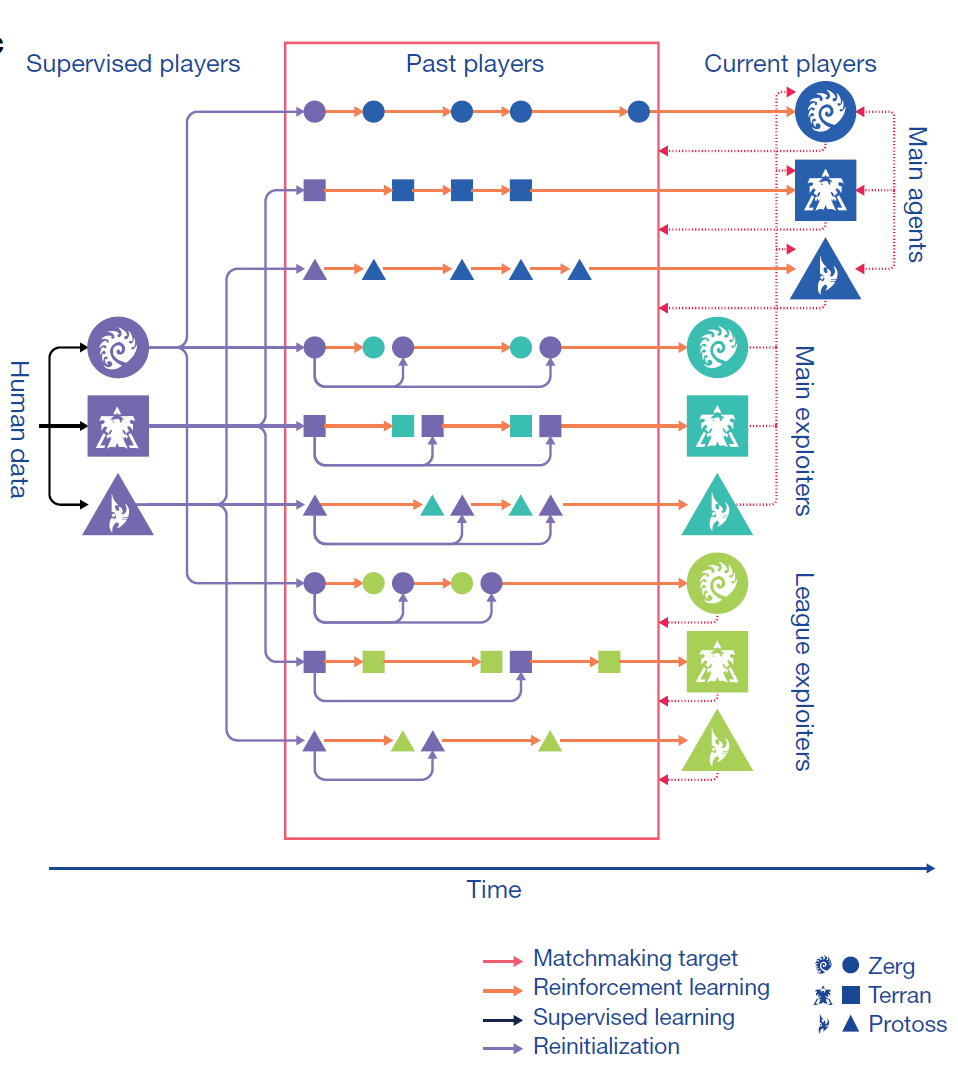 c
Supervised players
Past players
Current players
Main agents
Human data
Main exploiters
League exploiters
Time
Matchmaking target
Reinforcement learning
Supervised learning
Reinitialization
Zerg
Terran
Protoss